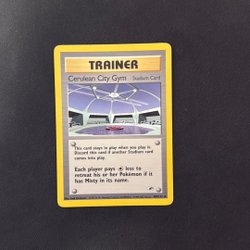 TRAINER
Cerulean City Gym Stadium Card
This card stays in play when you play it.
Discard this card if another Stadium card
comes into play.
Each player pays less to
retreat his or her Pokémon if it
has Misty in its name.